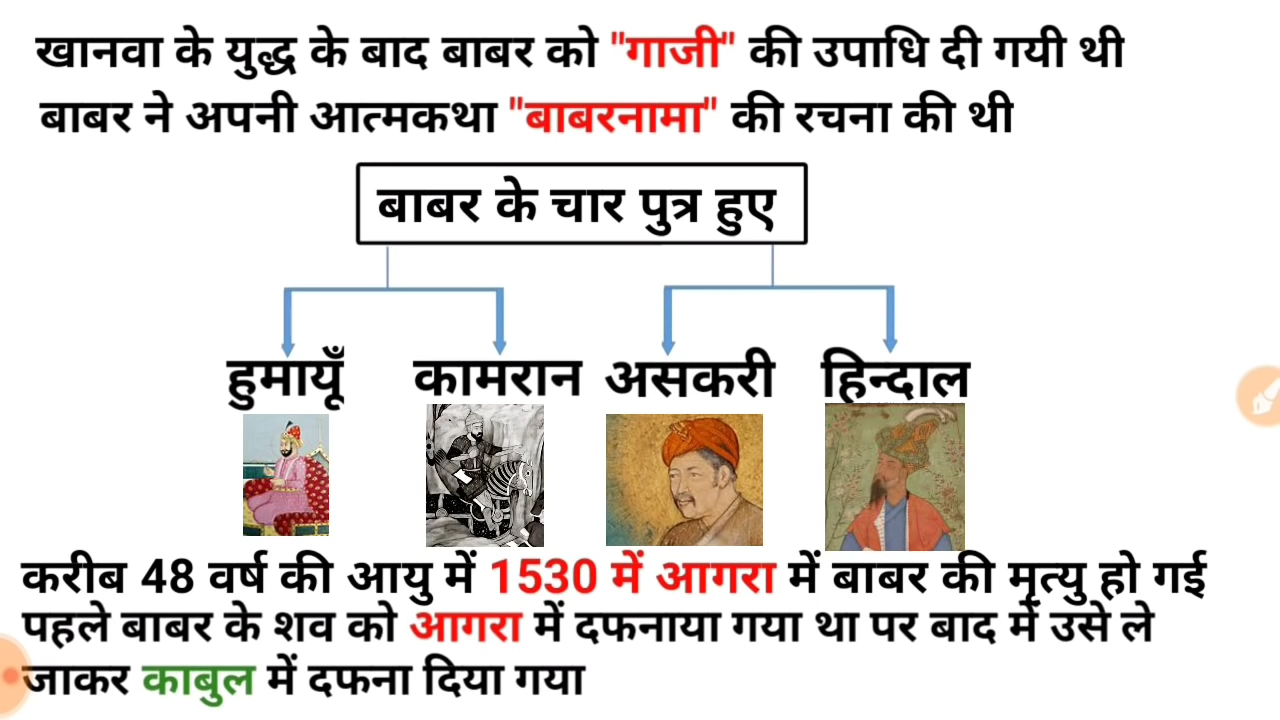 खानवा के युद्ध के बाद बाबर को "गाजी" की उपाधि दी गयी थी
बाबर ने अपनी आत्मकथा "बाबरनामा" की रचना की थी
बाबर के चार पुत्र हुए
हुमायूँ कामरान असकरी हिन्दाल
करीब 48 वर्ष की आयु में 1530 में आगरा में बाबर की मृत्यु हो गई
पहले बाबर के शव को आगरा में दफनाया गया था पर बाद में उसे ले
जाकर काबुल में दफना दिया गया